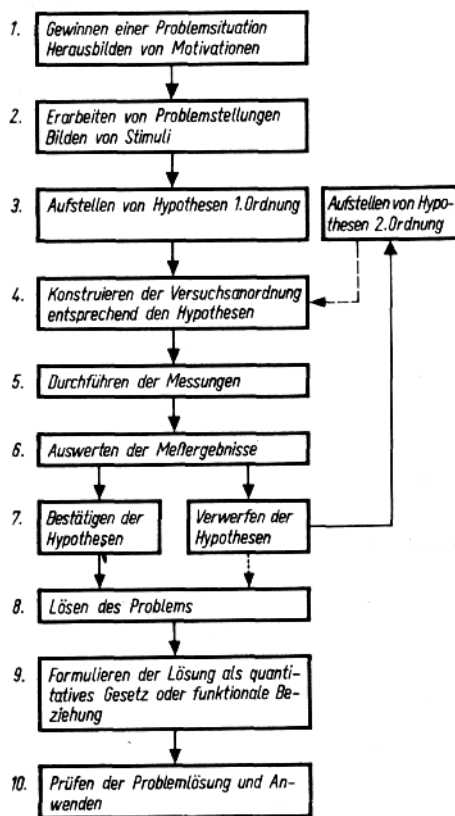 1. Gewinnen einer Problemsituation
Herausbilden von Motivationen
2. Erarbeiten von Problemstellungen
Bilden von Stimuli
3. Aufstellen von Hypothesen 1. Ordnung
Aufstellen von Hypo-
thesen 2. Ordnung
4. Konstruieren der Versuchsanordnung
entsprechend den Hypothesen
5. Durchführen der Messungen
6. Auswerten der Meßergebnisse
7. Bestätigen der
Hypothesen
Verwerfen der
Hypothesen
8. Lösen des Problems
9. Formulieren der Lösung als quanti-
tatives Gesetz oder funktionale Be-
ziehung
10. Prüfen der Problemlösung und An-
wenden